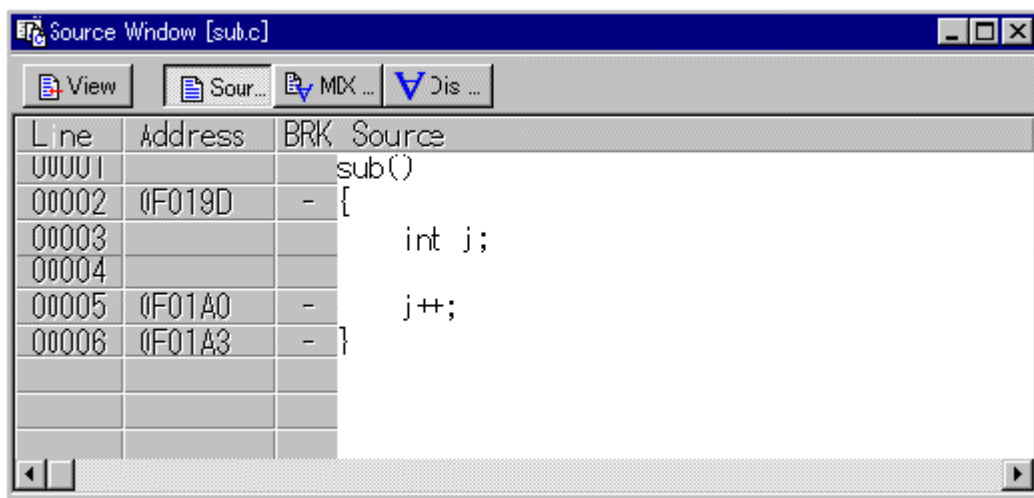 Source Window [sub.c]
View Sour... MIX ... Dis ...
Line Address BRK Source
00001 sub()
00002 0F019D - {
00003 int j;
00004
00005 0F01A0 - j++;
00006 0F01A3 - }